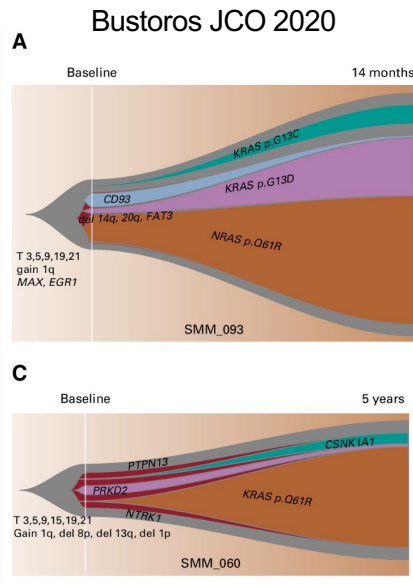 Bustoros JCO 2020
A
Baseline 14 months
KRAS p.G13C
CD93
KRAS p.G13D
del 14q, 20q, FAT3
NRAS p.Q61R
T 3,5,9,19,21
gain 1q
MAX, EGR1
SMM_093
C
Baseline 5 years
PTPN13
CSNK1A1
PRKD2
KRAS p.Q61R
NTRK1
T 3,5,9,15,19,21
Gain 1q, del 8p, del 13q, del 1p
SMM_060